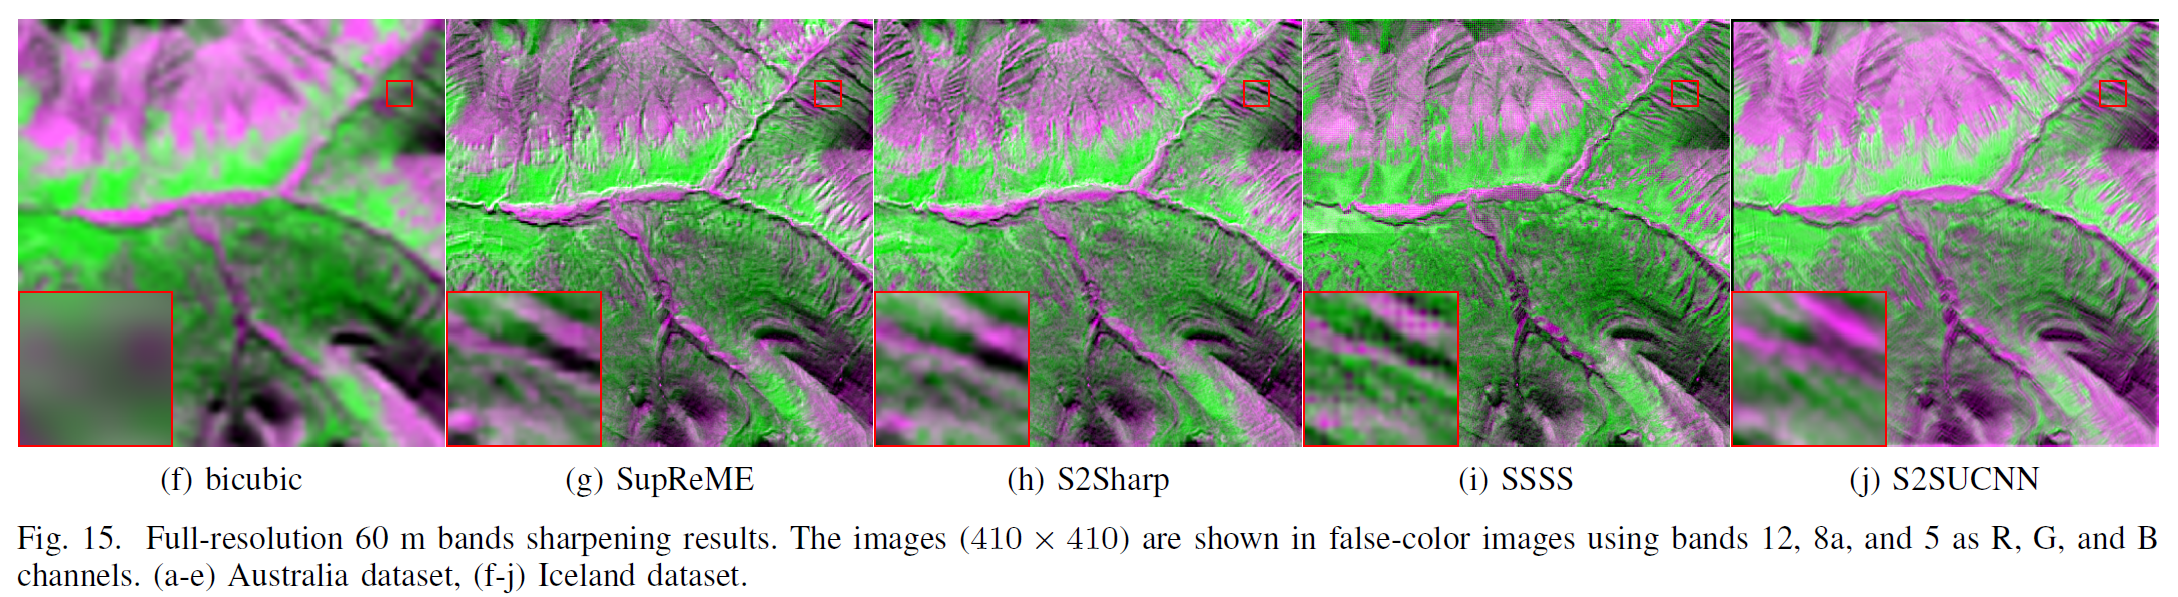 (f) bicubic (g) SupReME (h) S2Sharp (i) SSSS (j) S2SUCNN
Fig. 15. Full-resolution 60 m bands sharpening results. The images (410 × 410) are shown in false-color images using bands 12, 8a, and 5 as R, G, and B
channels. (a-e) Australia dataset, (f-j) Iceland dataset.